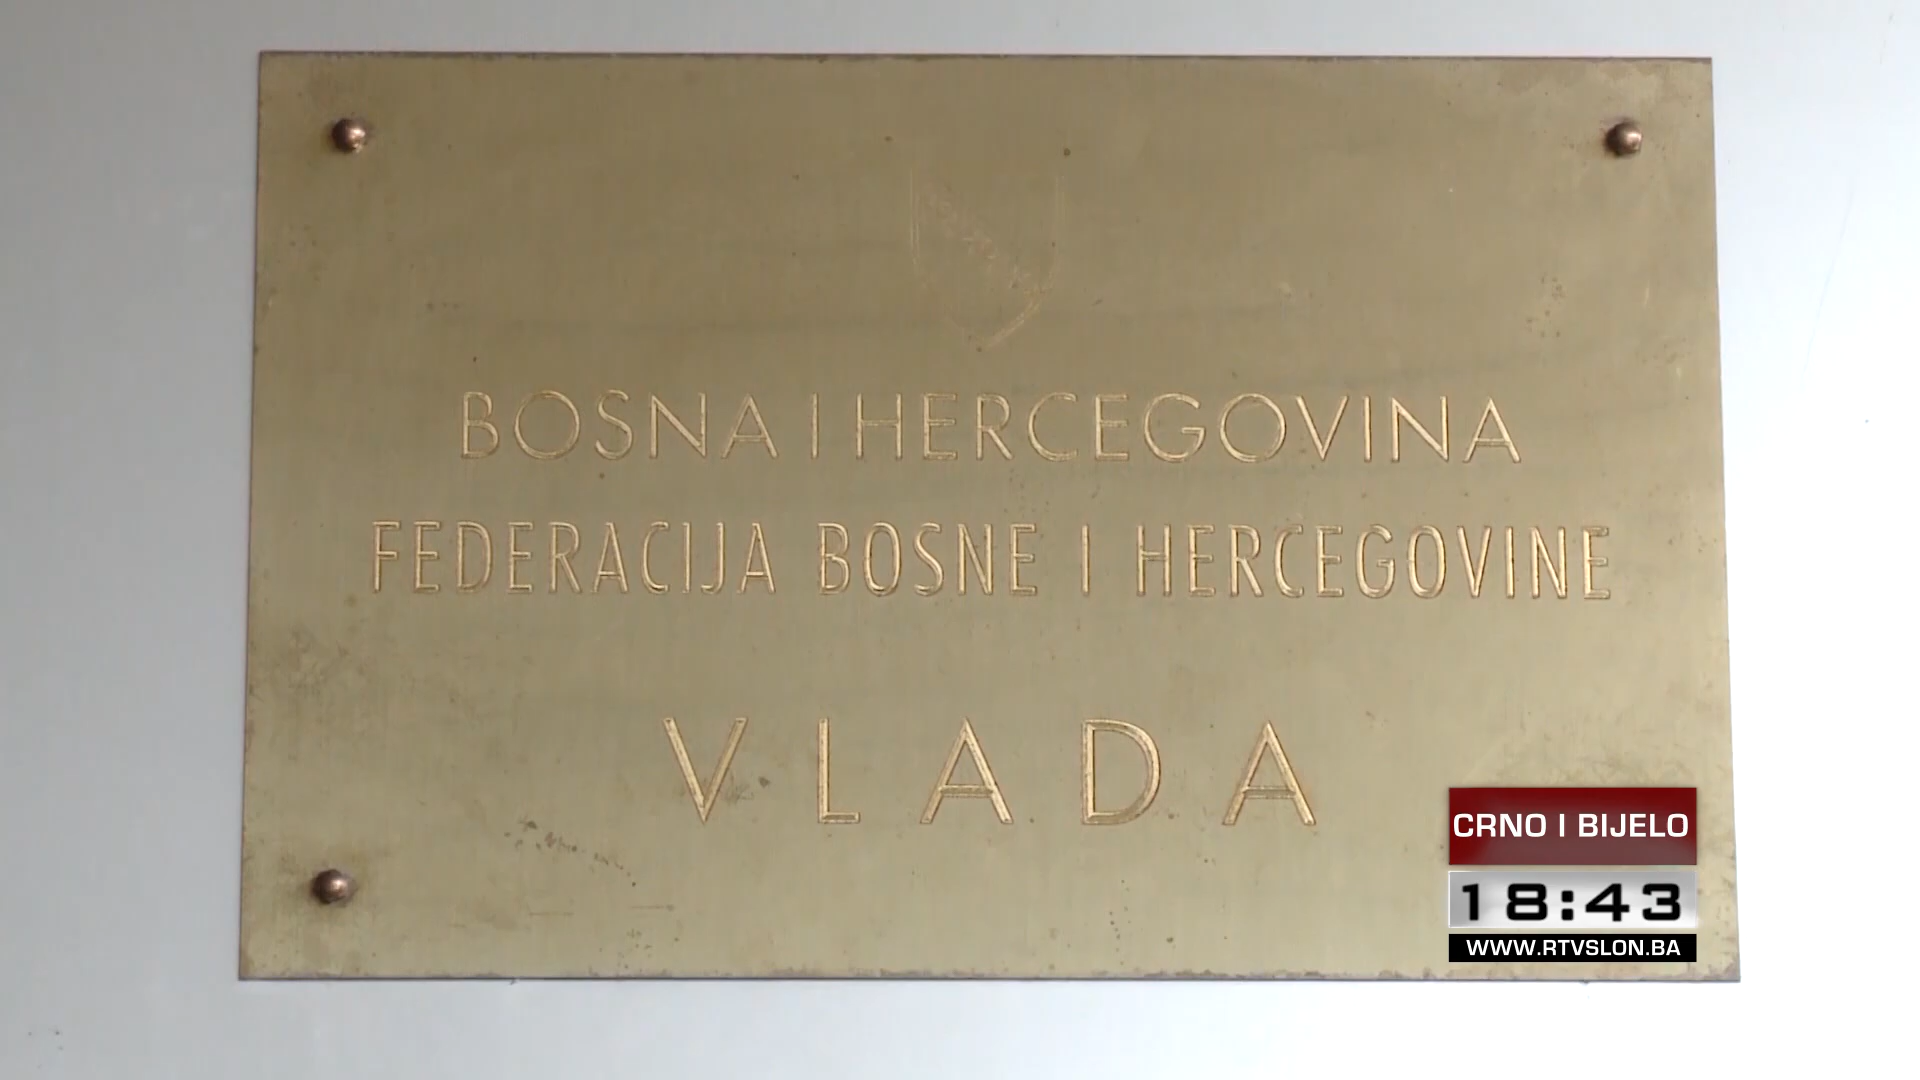 BOSNA I HERCEGOVINA
FEDERACIJA BOSNE I HERCEGOVINE
VLADA
CRNO I BIJELO
18:43
WWW.RTVSLON.BA